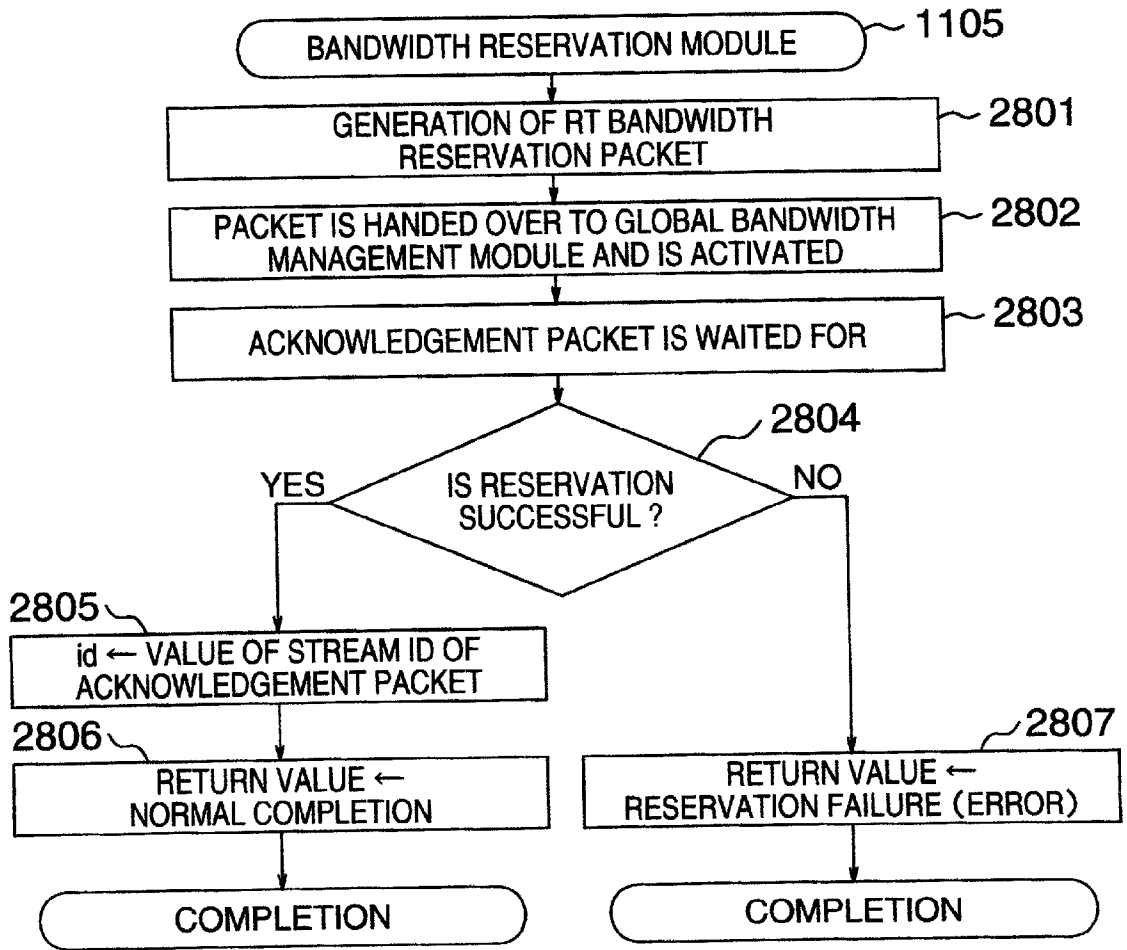 BANDWIDTH RESERVATION MODULE
1105
GENERATION OF RT BANDWIDTH
RESERVATION PACKET
2801
PACKET IS HANDED OVER TO GLOBAL BANDWIDTH
MANAGEMENT MODULE AND IS ACTIVATED
2802
ACKNOWLEDGEMENT PACKET IS WAITED FOR
2803
2804
IS RESERVATION
SUCCESSFUL ?
YES
NO
2805
id ← VALUE OF STREAM ID OF
ACKNOWLEDGEMENT PACKET
2806
RETURN VALUE ←
NORMAL COMPLETION
2807
RETURN VALUE ←
RESERVATION FAILURE (ERROR)
COMPLETION
COMPLETION